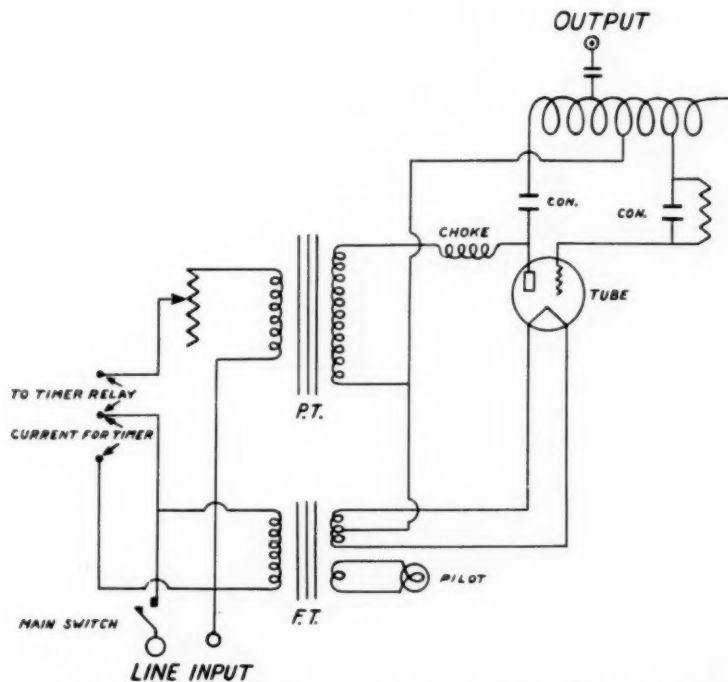 OUTPUT
CON.
CON.
CHOKE
TUBE
TO TIMER RELAY
CURRENT FOR TIMER
P.T.
PILOT
MAIN SWITCH
F.T.
LINE INPUT